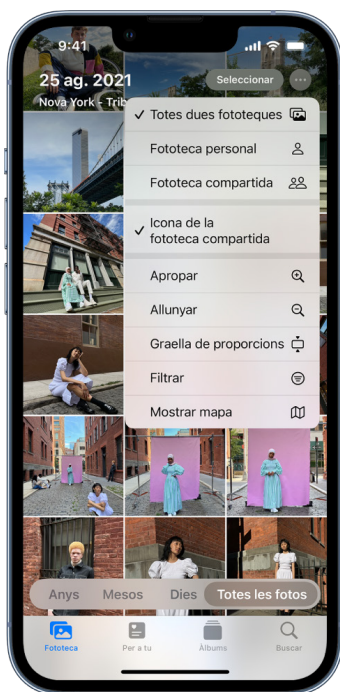 9:41
25 ag. 2021
Seleccionar
Nova York - Trib
Totes dues fototeques
Fototeca personal
Fototeca compartida
Icona de la
fototeca compartida
Apropar
Allunyar
Graella de proporcions
Filtrar
Mostrar mapa
Anys Mesos Dies Totes les fotos
Fototeca Per a tu Àlbums Buscar